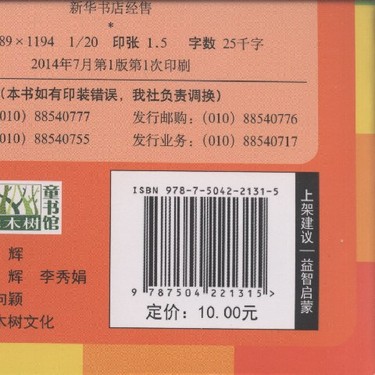 新华书店经售
*
89×1194 1/20 印张 1.5 字数 25千字
2014年7月第1版第1次印刷
(本书如有印装错误，我社负责调换)
(010) 88540777 发行邮购: (010) 88540776
(010) 88540755 发行业务: (010) 88540717
木树
童书馆
ISBN 978-7-5042-2131-5
9 787504 221315 >
定价: 10.00元
上架建议 | 益智启蒙
辉
辉 李秀娟
向颖
木树文化